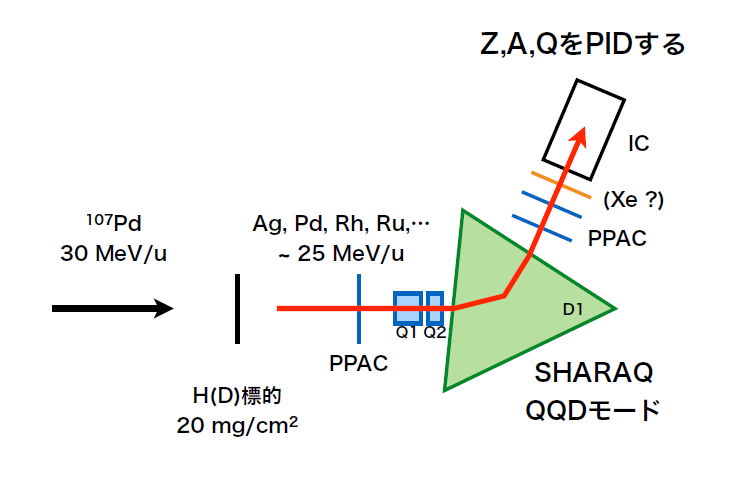 Z,A,QをPIDする
IC
(Xe ?)
PPAC
¹⁰⁷Pd
30 MeV/u
Ag, Pd, Rh, Ru,…
~ 25 MeV/u
Q1
Q2
D1
PPAC
H(D)標的
20 mg/cm²
SHARAQ
QQDモード